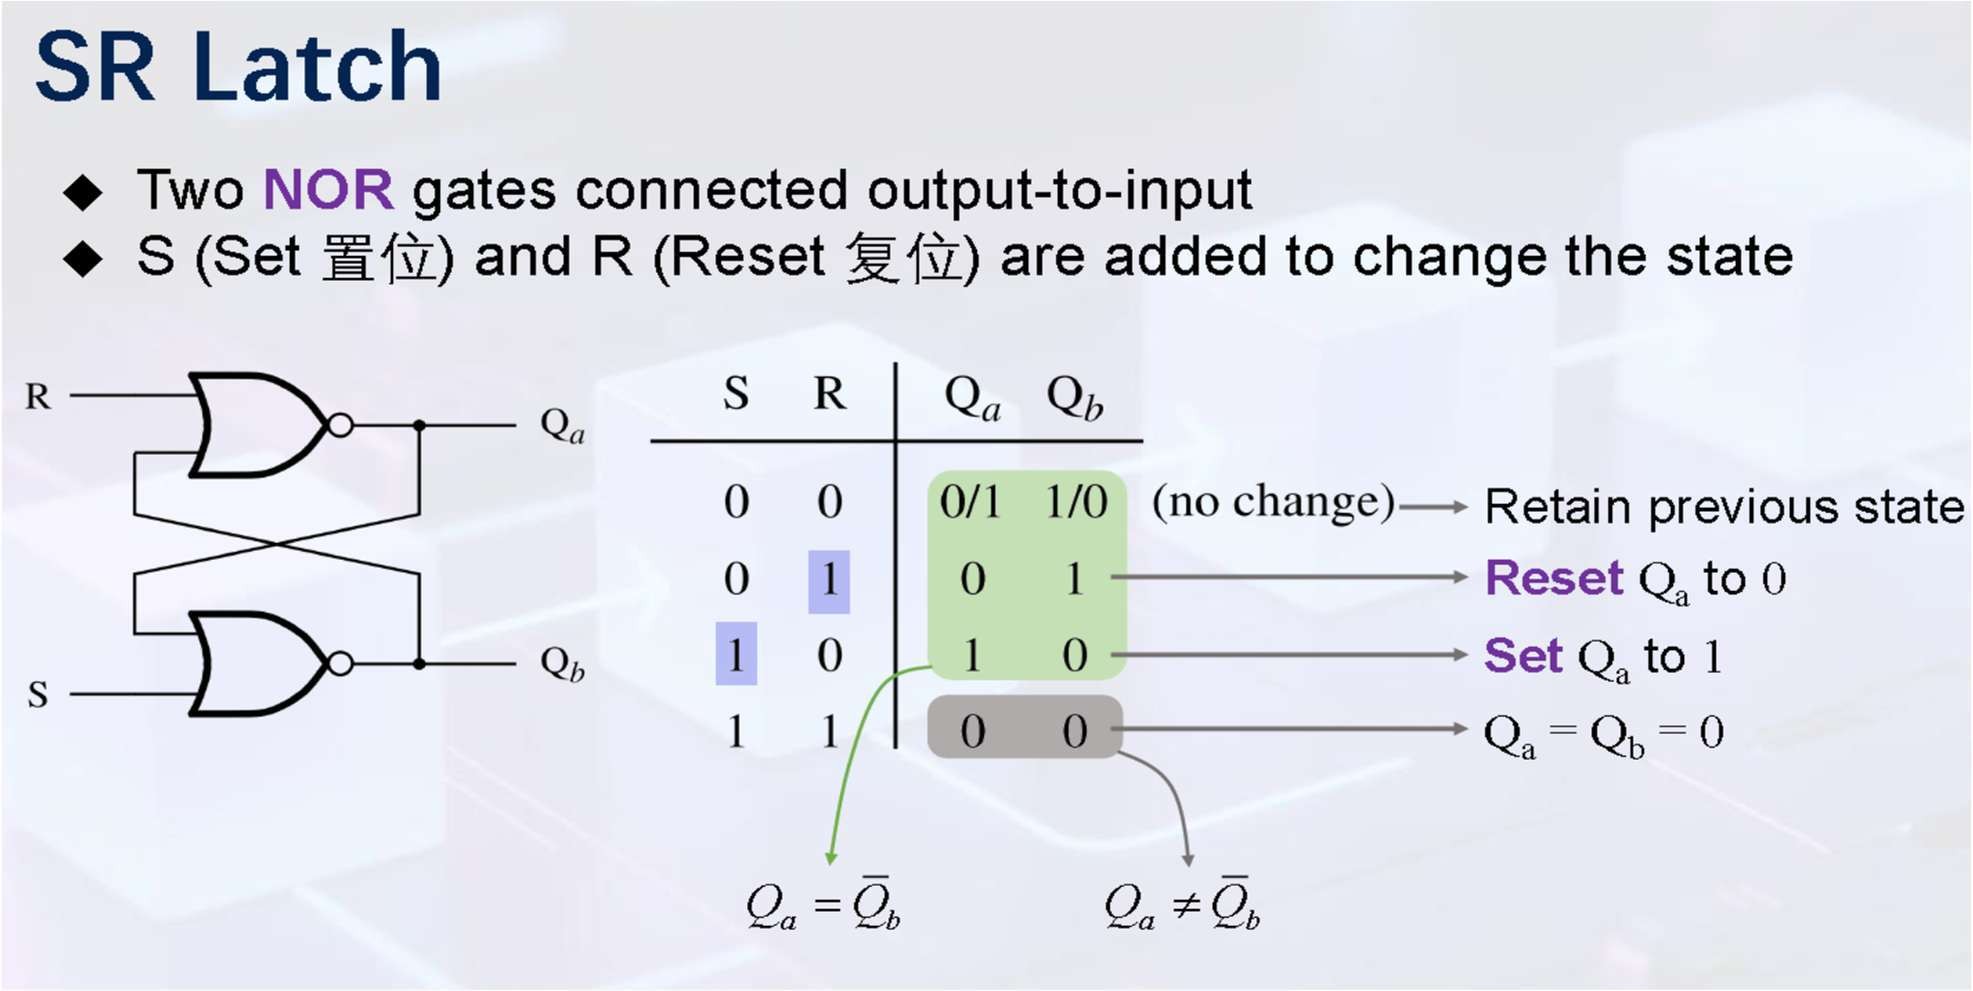 SR Latch
◆ Two NOR gates connected output-to-input
◆ S (Set 置位) and R (Reset 复位) are added to change the state
R
Qa
Qb
S
S R Qa Qb
0 0 0/1 1/0 (no change) Retain previous state
0 1 0 1 Reset Qa to 0
1 0 1 0 Set Qa to 1
1 1 0 0 Qa = Qb = 0
Qa = Q̅b
Qa ≠ Q̅b